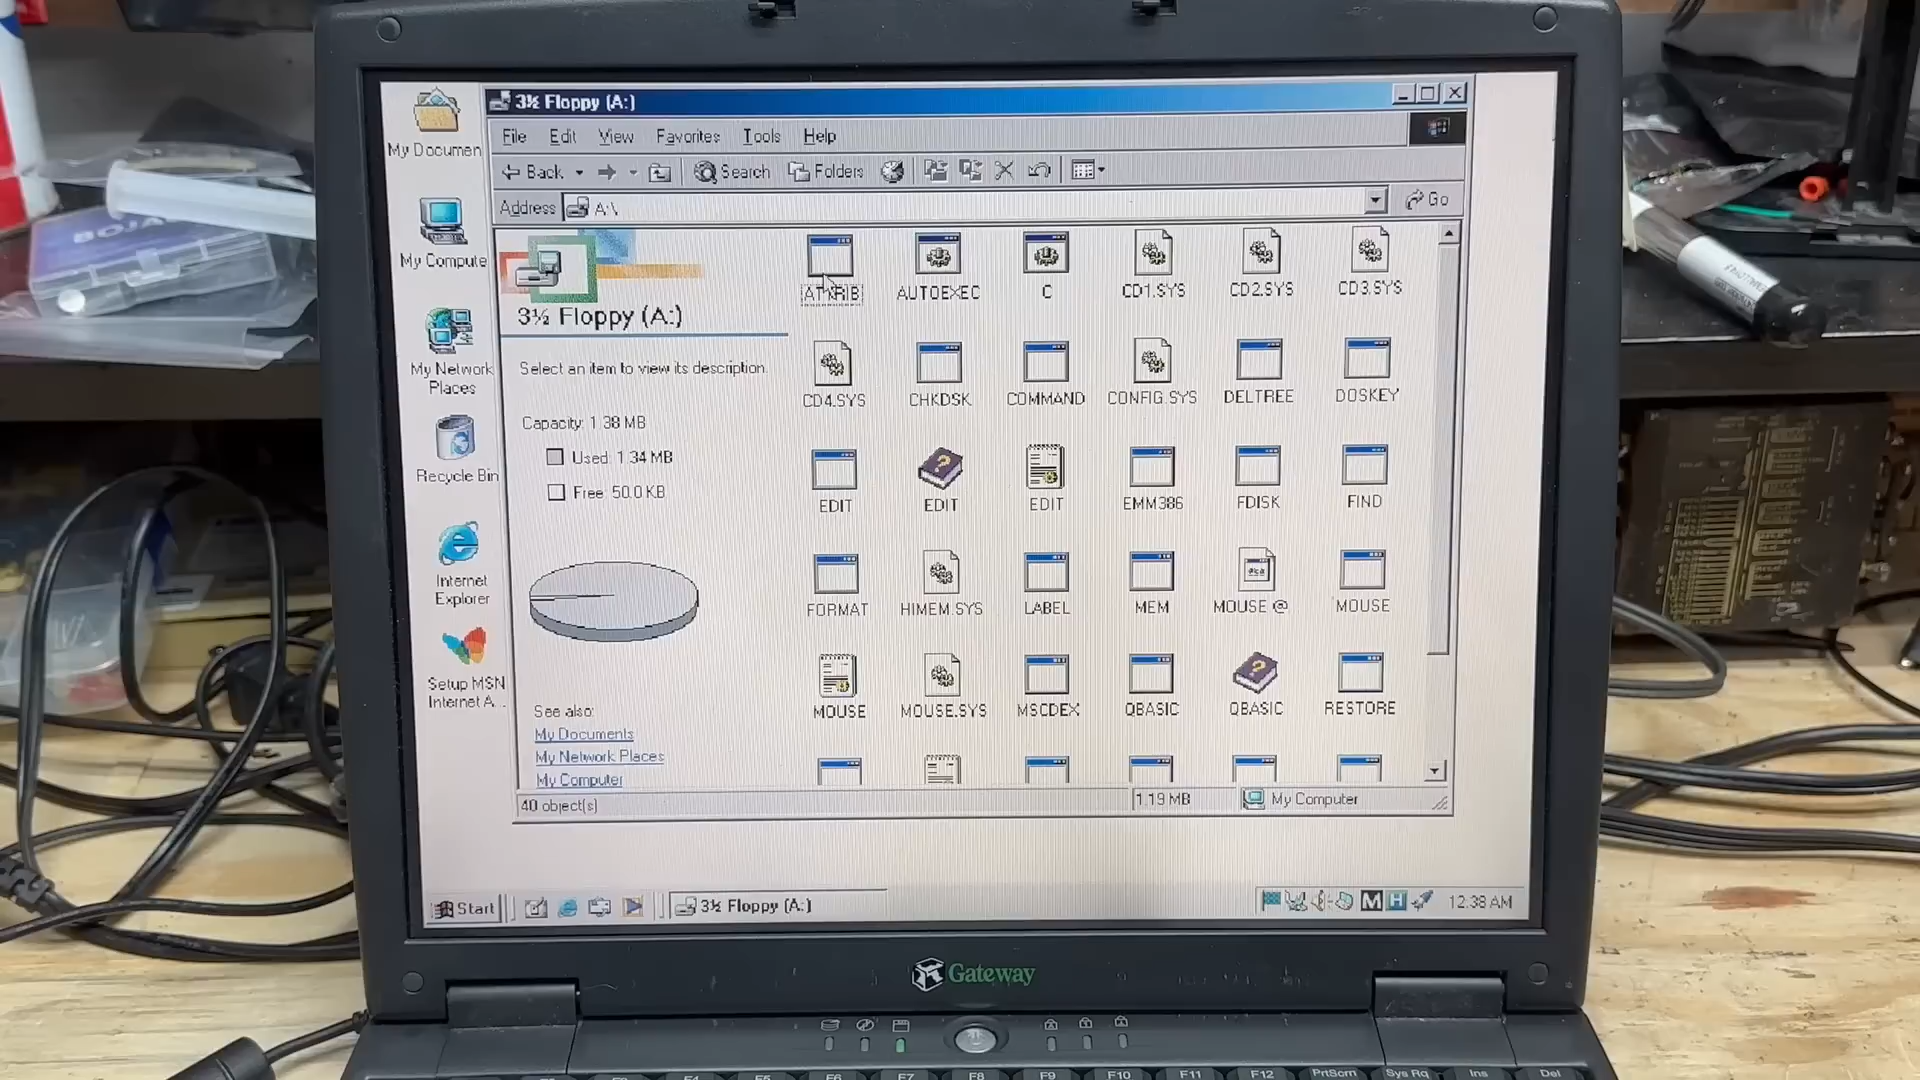 3½ Floppy (A:)
File Edit View Favorites Tools Help
Back Search Folders
Address A:\ Go
My Documen
My Compute
My Network
Places
Recycle Bin
Internet
Explorer
Setup MSN
Internet A...
3½ Floppy (A:)
Select an item to view its description.
Capacity: 1.38 MB
Used: 1.34 MB
Free: 50.0 KB
See also:
My Documents
My Network Places
My Computer
ATTRIB AUTOEXEC C CD1.SYS CD2.SYS CD3.SYS
CD4.SYS CHKDSK COMMAND CONFIG.SYS DELTREE DOSKEY
EDIT EDIT EDIT EMM386 FDISK FIND
FORMAT HIMEM.SYS LABEL MEM MOUSE @ MOUSE
MOUSE MOUSE.SYS MSCDEX QBASIC QBASIC RESTORE
40 object(s) 1.19 MB My Computer
Start 3½ Floppy (A:) M H 12:38 AM
Gateway
F6 F7 F8 F9 F10 F11 F12 PrtScrn Sys Rq Ins Del